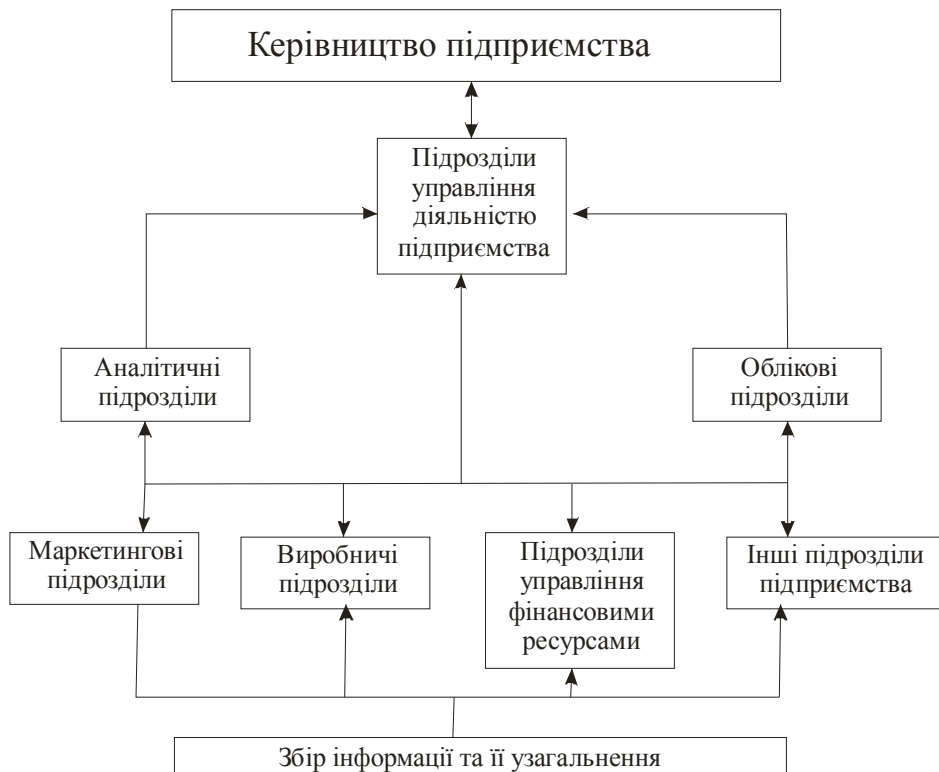 Керівництво підприємства
Підрозділи
управління
діяльністю
підприємства
Аналітичні
підрозділи
Облікові
підрозділи
Маркетингові
підрозділи
Виробничі
підрозділи
Підрозділи
управління
фінансовими
ресурсами
Інші підрозділи
підприємства
Збір інформації та її узагальнення